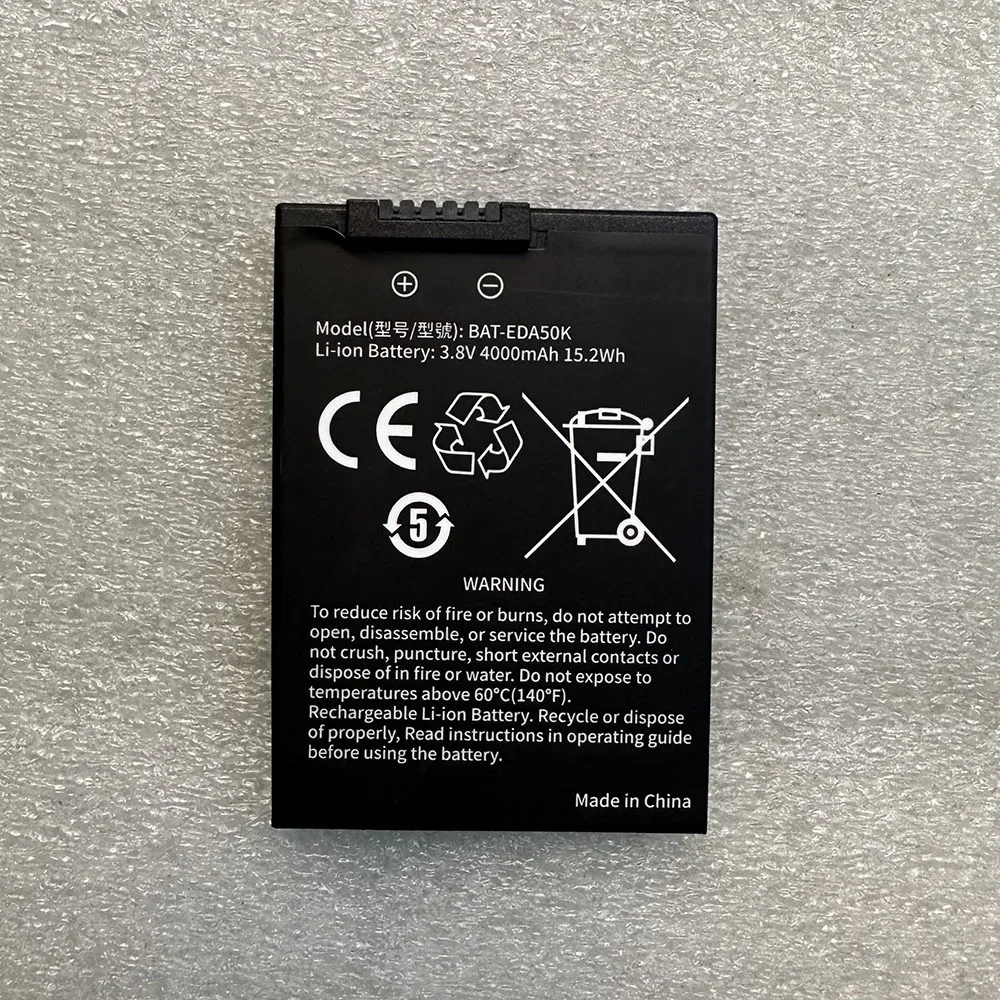 + −
Model(型号/型號): BAT-EDA50K
Li-ion Battery: 3.8V 4000mAh 15.2Wh
CE
5
WARNING
To reduce risk of fire or burns, do not attempt to
open, disassemble, or service the battery. Do
not crush, puncture, short external contacts or
dispose of in fire or water. Do not expose to
temperatures above 60°C(140°F).
Rechargeable Li-ion Battery. Recycle or dispose
of properly, Read instructions in operating guide
before using the battery.
Made in China